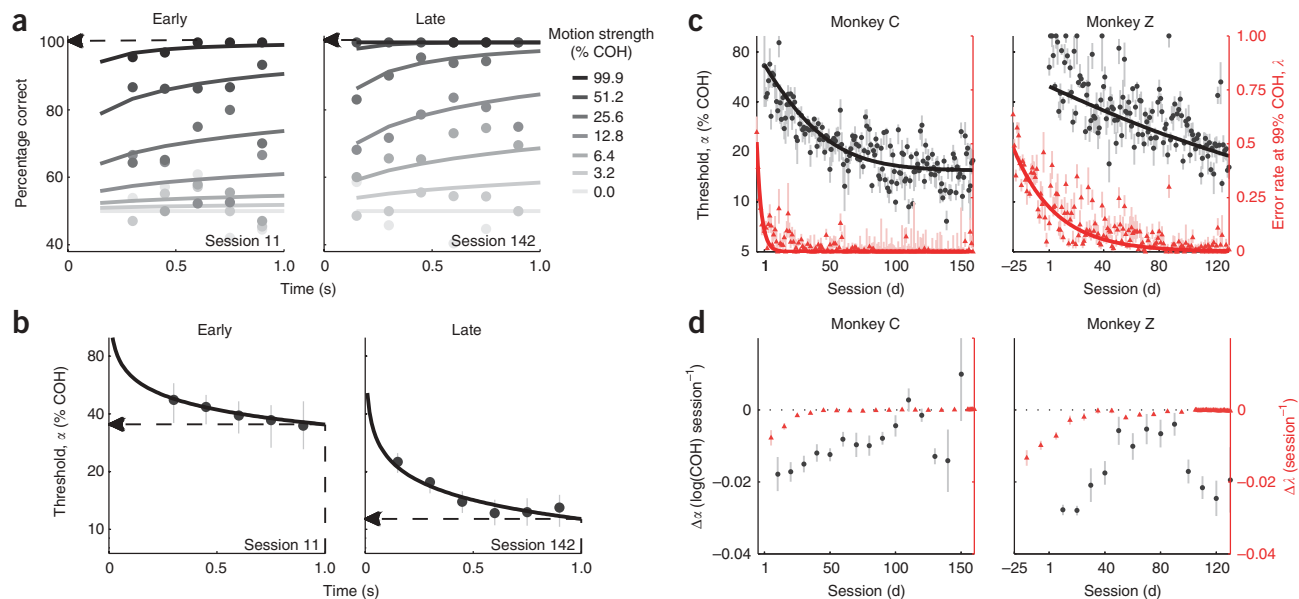 a
Early
Late
Motion strength
(% COH)
99.9
51.2
25.6
12.8
6.4
3.2
0.0
Percentage correct
100
80
60
40
Session 11
Session 142
0
0.5
1.0
0
0.5
1.0
Time (s)
b
Early
Late
Threshold, α (% COH)
80
40
20
10
Session 11
Session 142
0
0.5
1.0
0
0.5
1.0
Time (s)
c
Monkey C
Monkey Z
Threshold, α (% COH)
80
40
20
10
5
1.00
0.75
0.50
0.25
0
Error rate at 99% COH, λ
1
50
100
150
−25
1
40
80
120
Session (d)
Session (d)
d
Monkey C
Monkey Z
Δα (log(COH) session−1)
0
−0.02
−0.04
0
−0.02
−0.04
Δλ (session−1)
1
50
100
150
−25
1
40
80
120
Session (d)
Session (d)